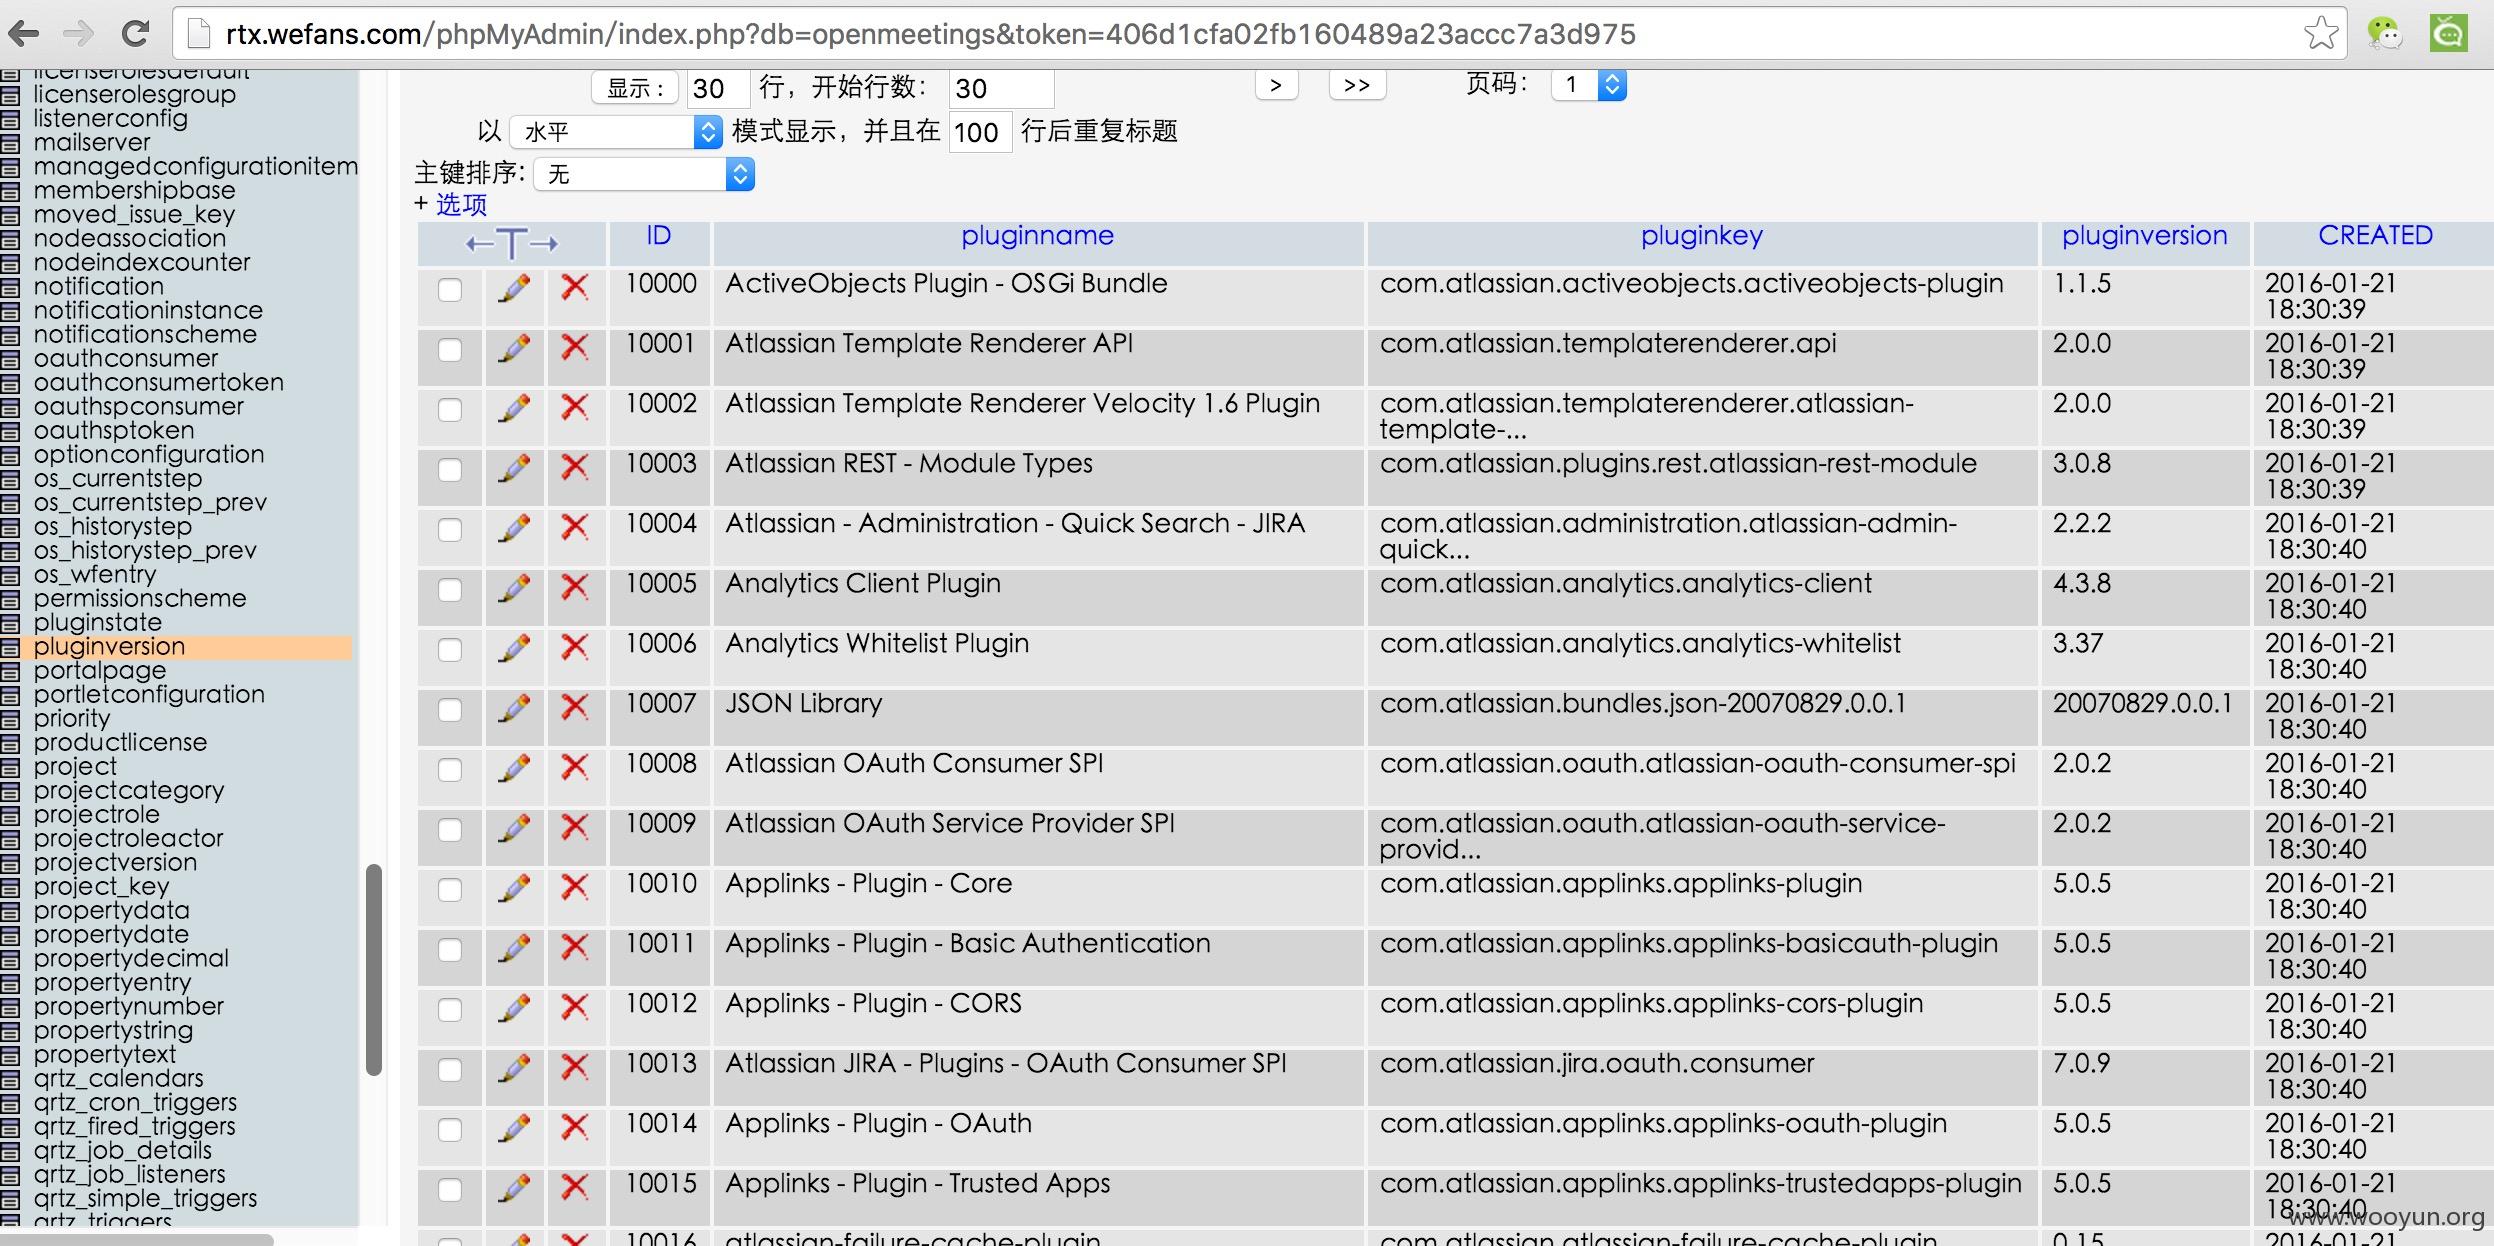 rtx.wefans.com/phpMyAdmin/index.php?db=openmeetings&token=406d1cfa02fb160489a23accc7a3d975
licenserolesdefault
licenserolesgroup
listenerconfig
mailserver
managedconfigurationitem
membershipbase
moved_issue_key
nodeassociation
nodeindexcounter
notification
notificationinstance
notificationscheme
oauthconsumer
oauthconsumertoken
oauthspconsumer
oauthsptoken
optionconfiguration
os_currentstep
os_currentstep_prev
os_historystep
os_historystep_prev
os_wfentry
permissionscheme
pluginstate
pluginversion
portalpage
portletconfiguration
priority
productlicense
project
projectcategory
projectrole
projectroleactor
projectversion
project_key
propertydata
propertydate
propertydecimal
propertyentry
propertynumber
propertystring
propertytext
qrtz_calendars
qrtz_cron_triggers
qrtz_fired_triggers
qrtz_job_details
qrtz_job_listeners
qrtz_simple_triggers
qrtz_triggers
显示： 30 行，开始行数： 30 > >> 页码： 1
以 水平 模式显示，并且在 100 行后重复标题
主键排序: 无
+ 选项
←T→ ID pluginname pluginkey pluginversion CREATED
10000 ActiveObjects Plugin - OSGi Bundle com.atlassian.activeobjects.activeobjects-plugin 1.1.5 2016-01-21
18:30:39
10001 Atlassian Template Renderer API com.atlassian.templaterenderer.api 2.0.0 2016-01-21
18:30:39
10002 Atlassian Template Renderer Velocity 1.6 Plugin com.atlassian.templaterenderer.atlassian- 2.0.0 2016-01-21
template-... 18:30:39
10003 Atlassian REST - Module Types com.atlassian.plugins.rest.atlassian-rest-module 3.0.8 2016-01-21
18:30:39
10004 Atlassian - Administration - Quick Search - JIRA com.atlassian.administration.atlassian-admin- 2.2.2 2016-01-21
quick... 18:30:40
10005 Analytics Client Plugin com.atlassian.analytics.analytics-client 4.3.8 2016-01-21
18:30:40
10006 Analytics Whitelist Plugin com.atlassian.analytics.analytics-whitelist 3.37 2016-01-21
18:30:40
10007 JSON Library com.atlassian.bundles.json-20070829.0.0.1 20070829.0.0.1 2016-01-21
18:30:40
10008 Atlassian OAuth Consumer SPI com.atlassian.oauth.atlassian-oauth-consumer-spi 2.0.2 2016-01-21
18:30:40
10009 Atlassian OAuth Service Provider SPI com.atlassian.oauth.atlassian-oauth-service- 2.0.2 2016-01-21
provid... 18:30:40
10010 Applinks - Plugin - Core com.atlassian.applinks.applinks-plugin 5.0.5 2016-01-21
18:30:40
10011 Applinks - Plugin - Basic Authentication com.atlassian.applinks.applinks-basicauth-plugin 5.0.5 2016-01-21
18:30:40
10012 Applinks - Plugin - CORS com.atlassian.applinks.applinks-cors-plugin 5.0.5 2016-01-21
18:30:40
10013 Atlassian JIRA - Plugins - OAuth Consumer SPI com.atlassian.jira.oauth.consumer 7.0.9 2016-01-21
18:30:40
10014 Applinks - Plugin - OAuth com.atlassian.applinks.applinks-oauth-plugin 5.0.5 2016-01-21
18:30:40
10015 Applinks - Plugin - Trusted Apps com.atlassian.applinks.applinks-trustedapps-plugin 5.0.5 2016-01-21
18:30:40
10016 atlassian-failure-cache-plugin com.atlassian.atlassian-failure-cache-plugin 0.15 2016-01-21
www.wooyun.org